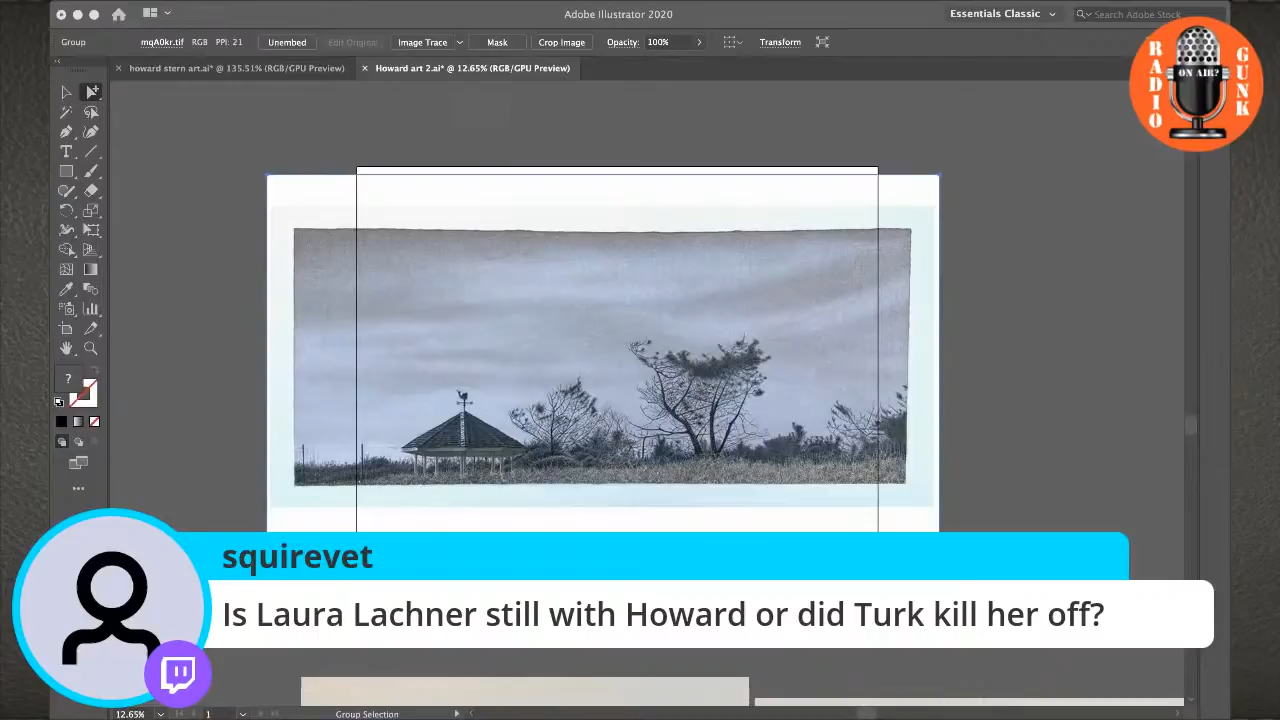 Adobe Illustrator 2020
Essentials Classic
Search Adobe Stock
Group
mqA0kr.tif
RGB
PPI: 21
Unembed
Edit Original
Image Trace
Mask
Crop Image
Opacity:
100%
Transform
howard stern art.ai* @ 135.51% (RGB/GPU Preview)
Howard art 2.ai* @ 12.65% (RGB/GPU Preview)
RADIO
ON AIR?
GUNK
?
squirevet
Is Laura Lachner still with Howard or did Turk kill her off?
12.65%
1
Group Selection